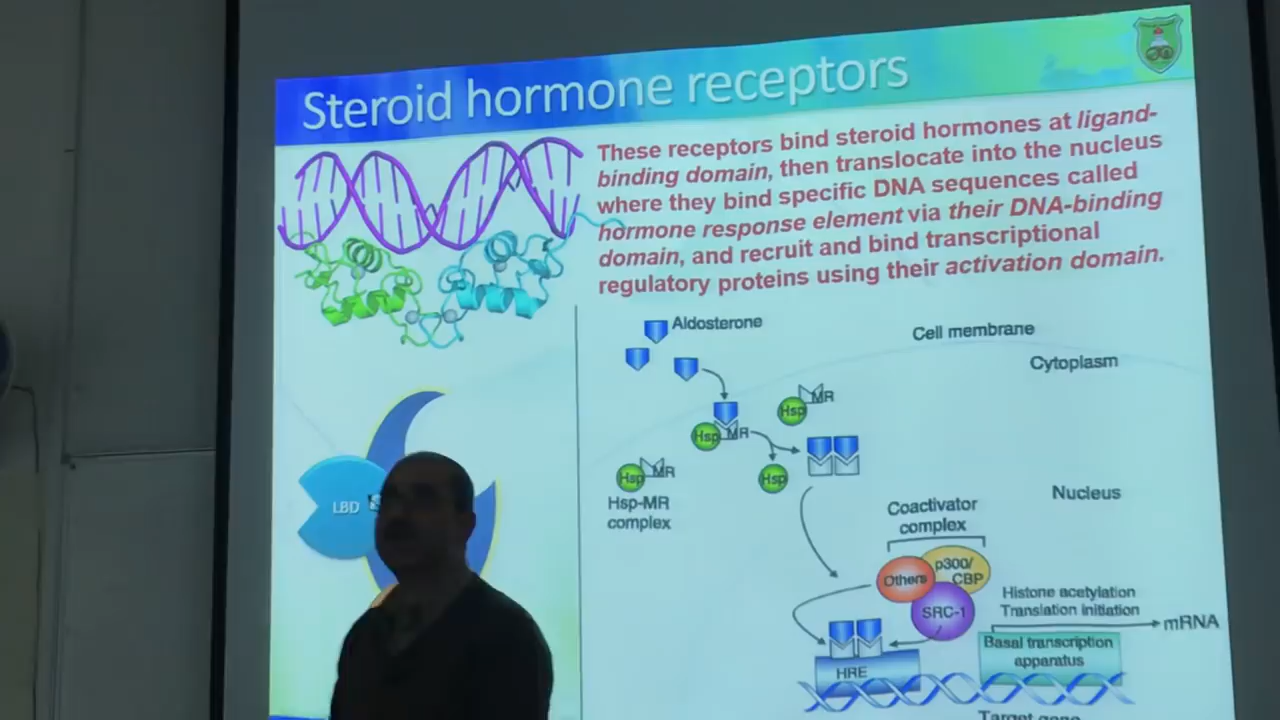 Steroid hormone receptors
These receptors bind steroid hormones at ligand-
binding domain, then translocate into the nucleus
where they bind specific DNA sequences called
hormone response element via their DNA-binding
domain, and recruit and bind transcriptional
regulatory proteins using their activation domain.
Aldosterone
Cell membrane
Cytoplasm
Hsp MR
Hsp MR
Hsp MR
Hsp
Hsp-MR
complex
LBD
Nucleus
Coactivator
complex
Others
p300/
CBP
SRC-1
Histone acetylation
Translation initiation
mRNA
Basal transcription
apparatus
HRE
Target gene